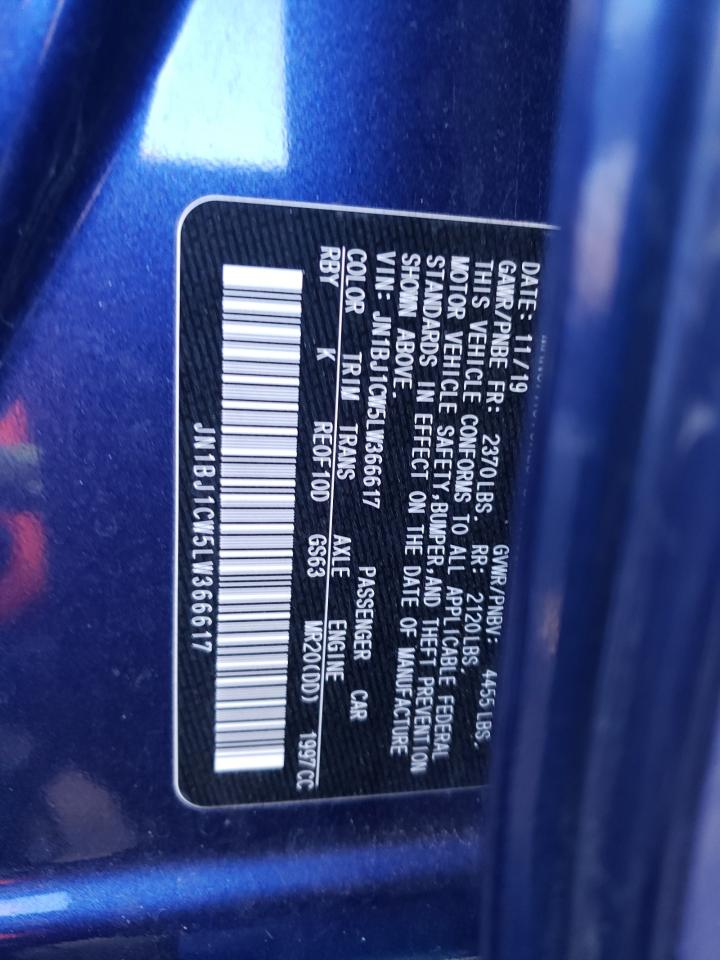 DATE: 11/19 GVWR/PNBV: 4455 LBS.
GAWR/PNBE FR: 2370LBS. RR: 2120LBS.
THIS VEHICLE CONFORMS TO ALL APPLICABLE FEDERAL
MOTOR VEHICLE SAFETY,BUMPER,AND THEFT PREVENTION
STANDARDS IN EFFECT ON THE DATE OF MANUFACTURE
SHOWN ABOVE.
VIN: JN1BJ1CW5LW366617 PASSENGER CAR
COLOR TRIM TRANS AXLE ENGINE
RBY K RE0F10D GS63 MR20(DD) 1997CC
JN1BJ1CW5LW366617